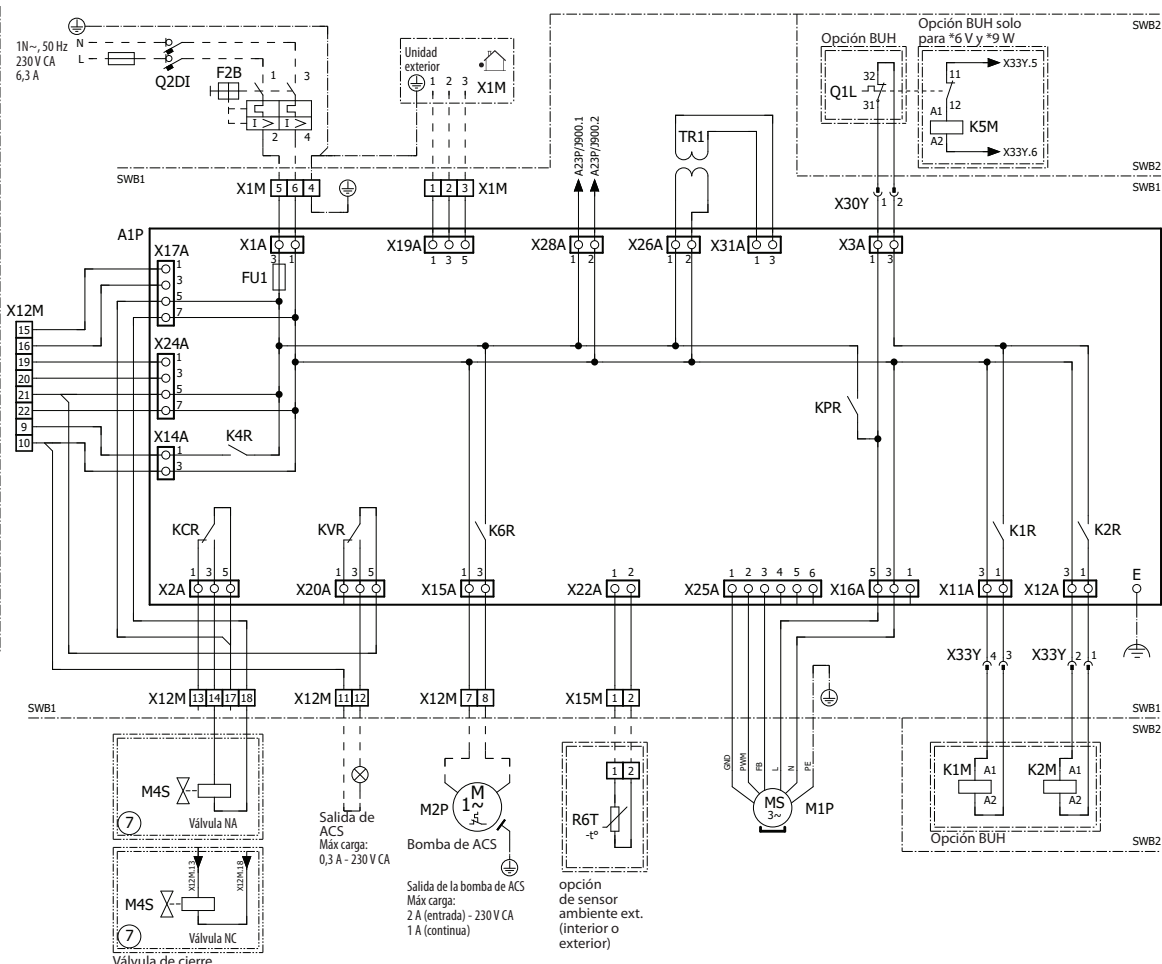 SWB2
1N~, 50 Hz
230 V CA
6,3 A
N
L
Q2DI
F2B
1
3
I >
I >
2
4
Unidad
exterior
1 2 3
X1M
A23P/J900.1
A23P/J900.2
TR1
Opción BUH
32
Q1L
31
Opción BUH solo
para *6 V y *9 W
X33Y.5
11
12
A1
K5M
A2
X33Y.6
SWB2
SWB1
SWB1
X1M 5 6 4
1 2 3 X1M
X30Y 1 2
A1P
X17A
1
3
5
7
X1A
3 1
FU1
X19A
1 3 5
X28A
1 2
X26A
1 2
X31A
1 3
X3A
1 3
X12M
15
16
19
20
21
22
9
10
X24A
1
3
5
7
X14A
1
3
K4R
KPR
KCR
KVR
K6R
K1R
K2R
1 3 5
X2A
1 3 5
X20A
1 3
X15A
1 2
X22A
1 2 3 4 5 6
X25A
5 3 1
X16A
3 1
X11A
3 1
X12A
E
X33Y 4 3
X33Y 2 1
X12M 13 14 17 18
X12M 11 12
X12M 7 8
X15M 1 2
SWB1
SWB1
SWB2
M4S
7
Válvula NA
X12M.13
X12M.18
M4S
7
Válvula NC
Válvula de cierre
Salida de
ACS
Máx carga:
0,3 A - 230 V CA
M2P
M
1~
Bomba de ACS
Salida de la bomba de ACS
Máx carga:
2 A (entrada) - 230 V CA
1 A (continua)
1 2
R6T
-t°
opción
de sensor
ambiente ext.
(interior o
exterior)
GND
PWM
FB
L
N
PE
MS
3~
M1P
K1M A1
A2
K2M A1
A2
Opción BUH
SWB2